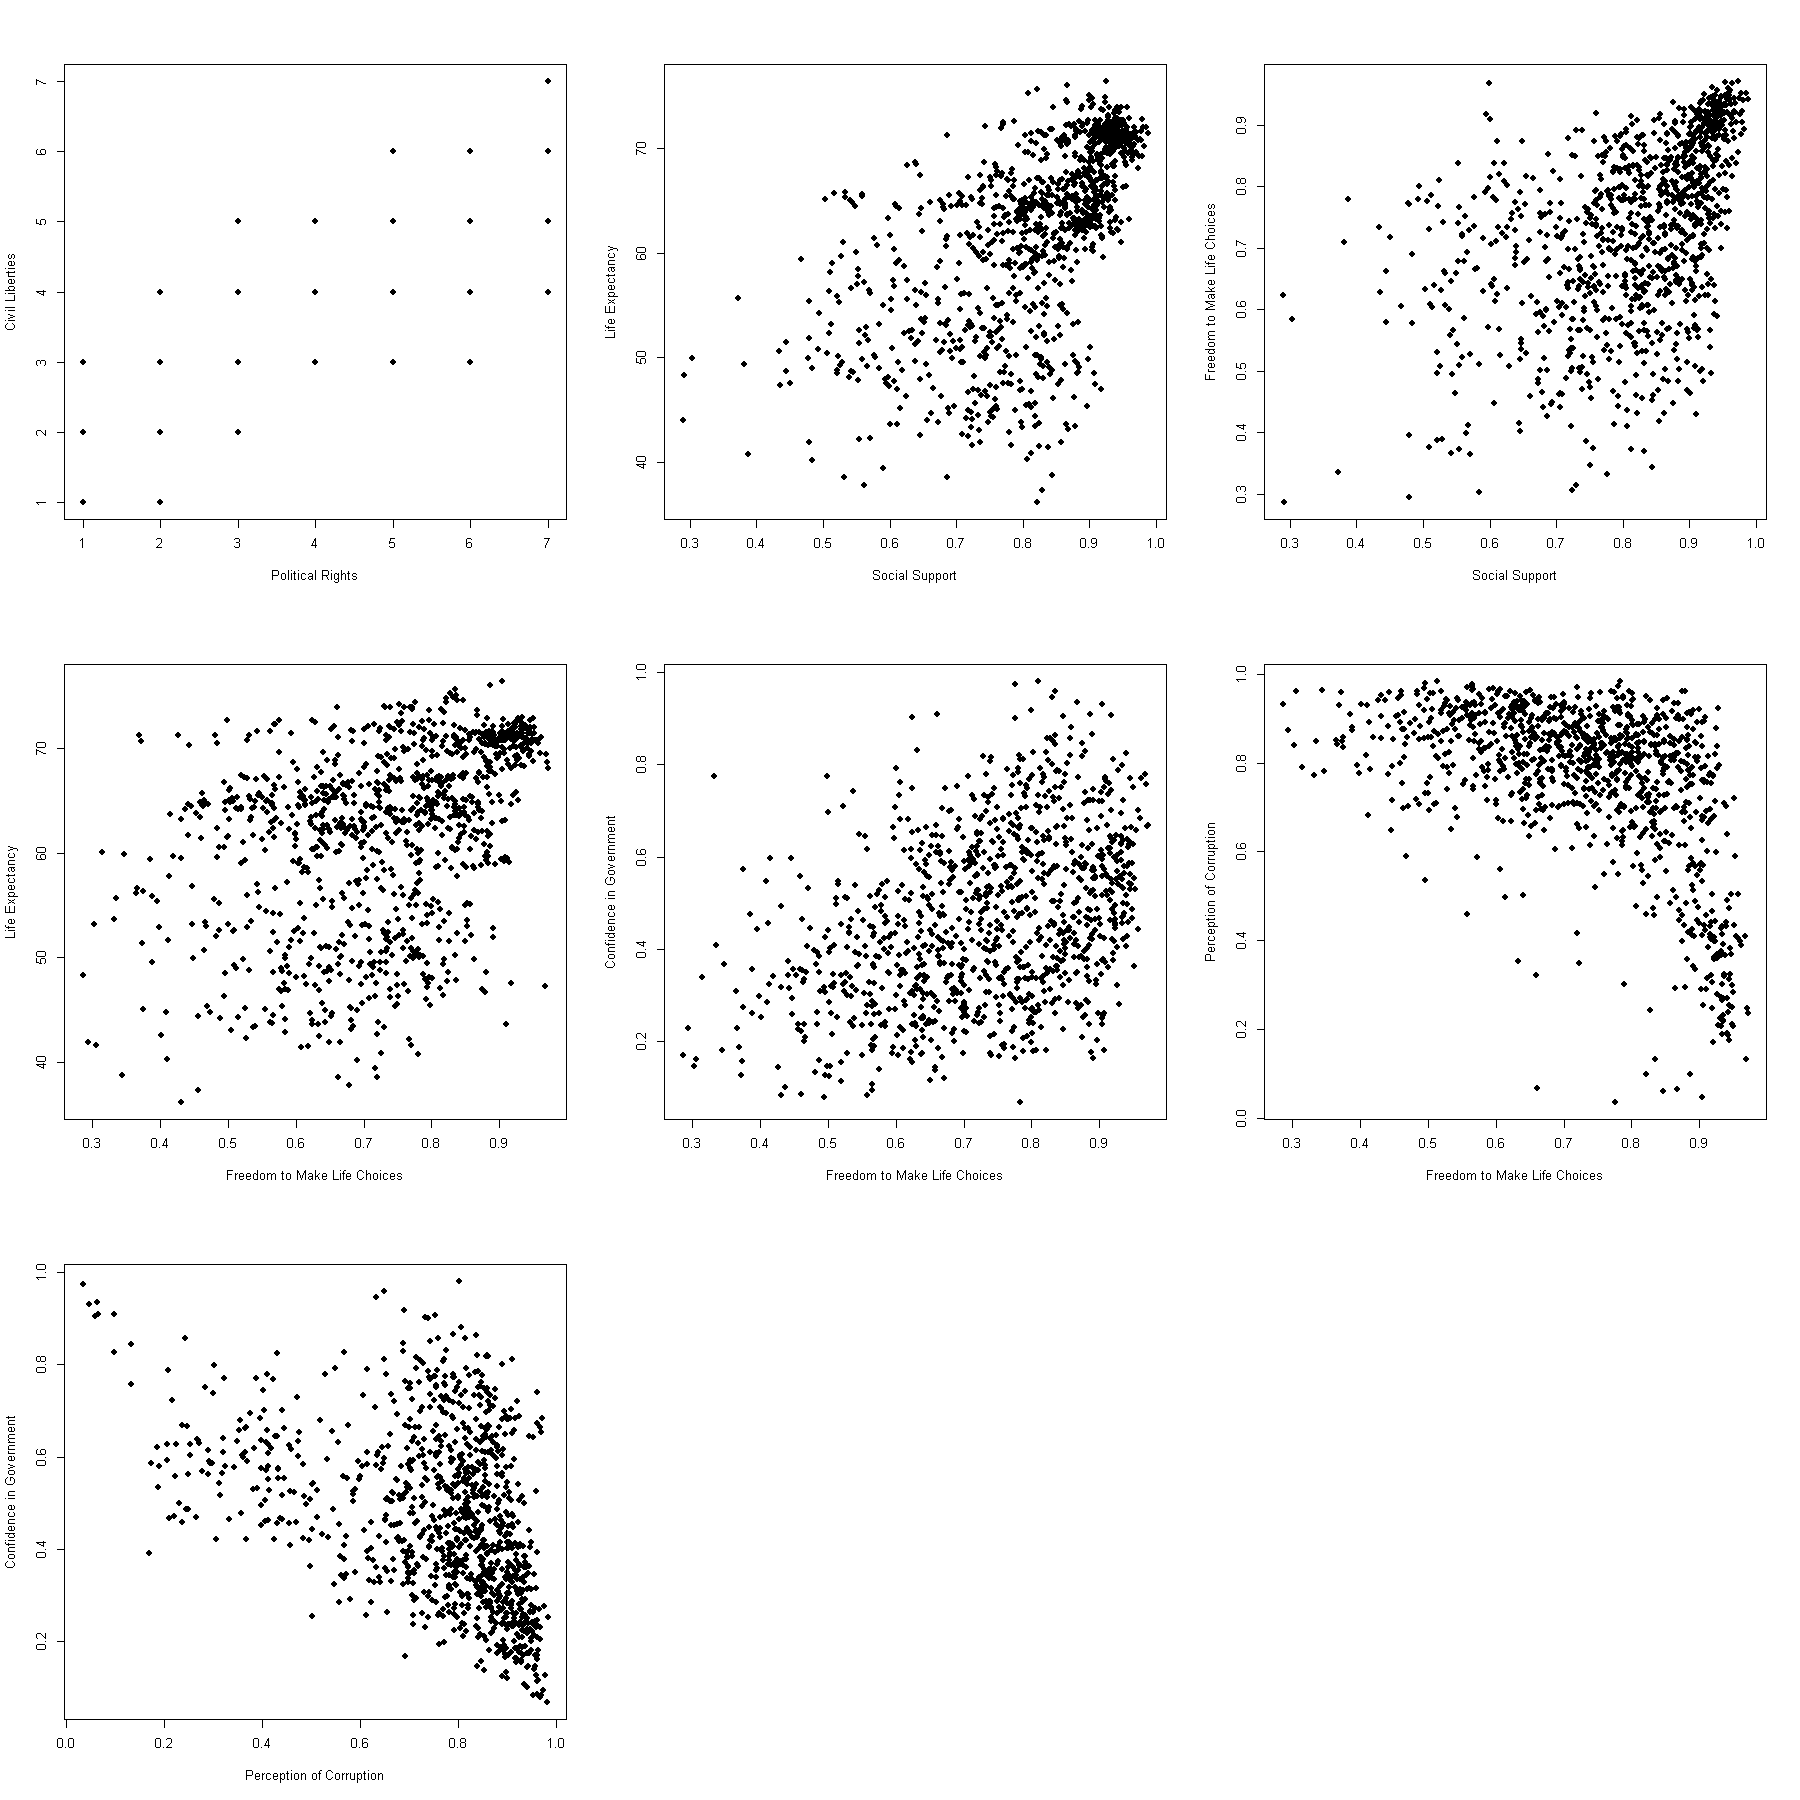 7
6
5
4
3
2
1
Civil Liberties
1 2 3 4 5 6 7
Political Rights
70
60
50
40
Life Expectancy
0.3 0.4 0.5 0.6 0.7 0.8 0.9 1.0
Social Support
0.9
0.8
0.7
0.6
0.5
0.4
0.3
Freedom to Make Life Choices
0.3 0.4 0.5 0.6 0.7 0.8 0.9 1.0
Social Support
70
60
50
40
Life Expectancy
0.3 0.4 0.5 0.6 0.7 0.8 0.9
Freedom to Make Life Choices
1.0
0.8
0.6
0.4
0.2
Confidence in Government
0.3 0.4 0.5 0.6 0.7 0.8 0.9
Freedom to Make Life Choices
1.0
0.8
0.6
0.4
0.2
0.0
Perception of Corruption
0.3 0.4 0.5 0.6 0.7 0.8 0.9
Freedom to Make Life Choices
1.0
0.8
0.6
0.4
0.2
Confidence in Government
0.0 0.2 0.4 0.6 0.8 1.0
Perception of Corruption